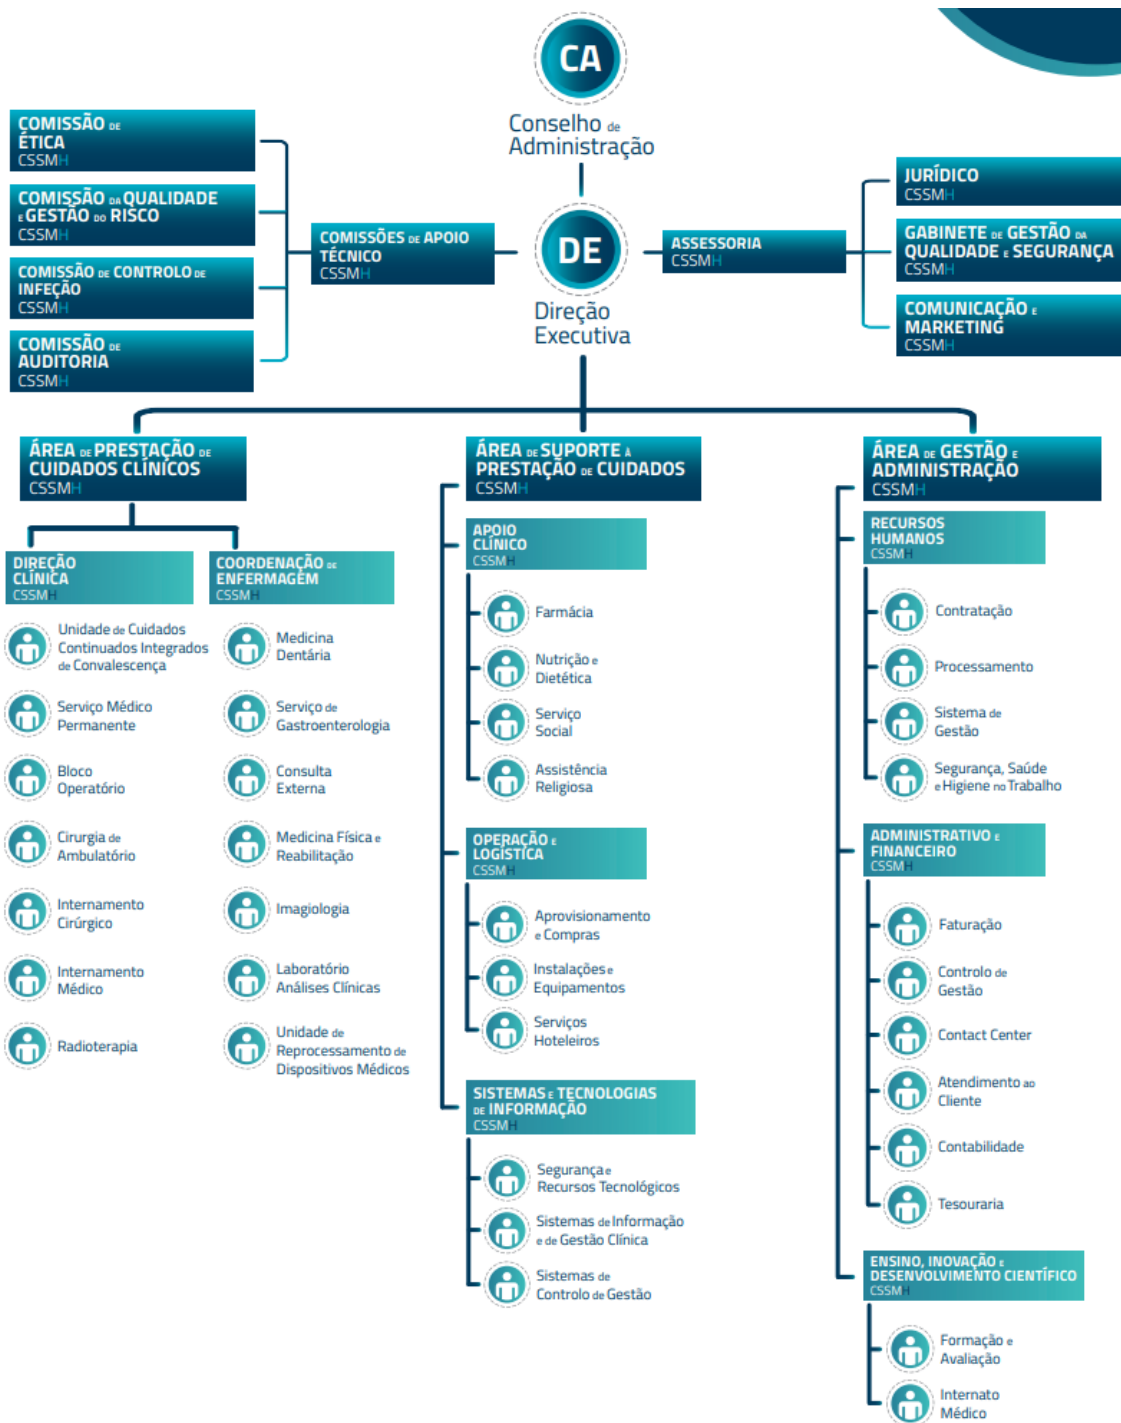 CA
Conselho de
Administração
COMISSÃO DE
ÉTICA
CSSMH
COMISSÃO DA QUALIDADE
E GESTÃO DO RISCO
CSSMH
COMISSÃO DE CONTROLO DE
INFEÇÃO
CSSMH
COMISSÃO DE
AUDITORIA
CSSMH
COMISSÕES DE APOIO
TÉCNICO
CSSMH
DE
Direção
Executiva
ASSESSORIA
CSSMH
JURÍDICO
CSSMH
GABINETE DE GESTÃO DA
QUALIDADE E SEGURANÇA
CSSMH
COMUNICAÇÃO E
MARKETING
CSSMH
ÁREA DE PRESTAÇÃO DE
CUIDADOS CLÍNICOS
CSSMH
DIREÇÃO
CLÍNICA
CSSMH
Unidade de Cuidados
Continuados Integrados
de Convalescença
Serviço Médico
Permanente
Bloco
Operatório
Cirurgia de
Ambulatório
Internamento
Cirúrgico
Internamento
Médico
Radioterapia
COORDENAÇÃO DE
ENFERMAGEM
CSSMH
Medicina
Dentária
Serviço de
Gastroenterologia
Consulta
Externa
Medicina Física e
Reabilitação
Imagiologia
Laboratório
Análises Clínicas
Unidade de
Reprocessamento de
Dispositivos Médicos
ÁREA DE SUPORTE À
PRESTAÇÃO DE CUIDADOS
CSSMH
APOIO
CLÍNICO
CSSMH
Farmácia
Nutrição e
Dietética
Serviço
Social
Assistência
Religiosa
OPERAÇÃO E
LOGÍSTICA
CSSMH
Aprovisionamento
e Compras
Instalações e
Equipamentos
Serviços
Hoteleiros
SISTEMAS E TECNOLOGIAS
DE INFORMAÇÃO
CSSMH
Segurança e
Recursos Tecnológicos
Sistemas de Informação
e de Gestão Clínica
Sistemas de
Controlo de Gestão
ÁREA DE GESTÃO E
ADMINISTRAÇÃO
CSSMH
RECURSOS
HUMANOS
CSSMH
Contratação
Processamento
Sistema de
Gestão
Segurança, Saúde
e Higiene no Trabalho
ADMINISTRATIVO E
FINANCEIRO
CSSMH
Faturação
Controlo de
Gestão
Contact Center
Atendimento ao
Cliente
Contabilidade
Tesouraria
ENSINO, INOVAÇÃO E
DESENVOLVIMENTO CIENTÍFICO
CSSMH
Formação e
Avaliação
Internato
Médico